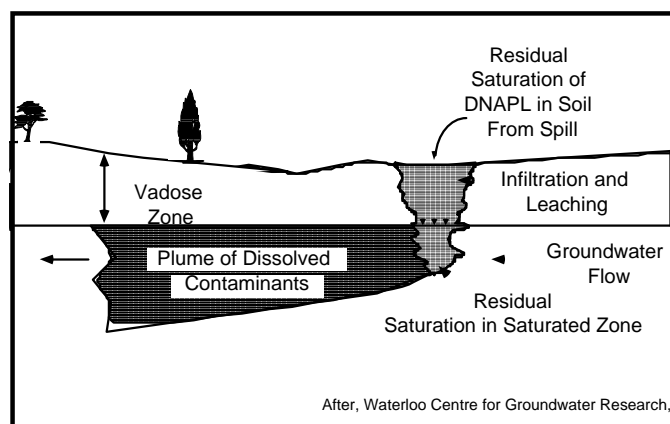 Residual
Saturation of
DNAPL in Soil
From Spill
Infiltration and
Leaching
Vadose
Zone
Plume of Dissolved
Contaminants
Groundwater
Flow
Residual
Saturation in Saturated Zone
After, Waterloo Centre for Groundwater Research,